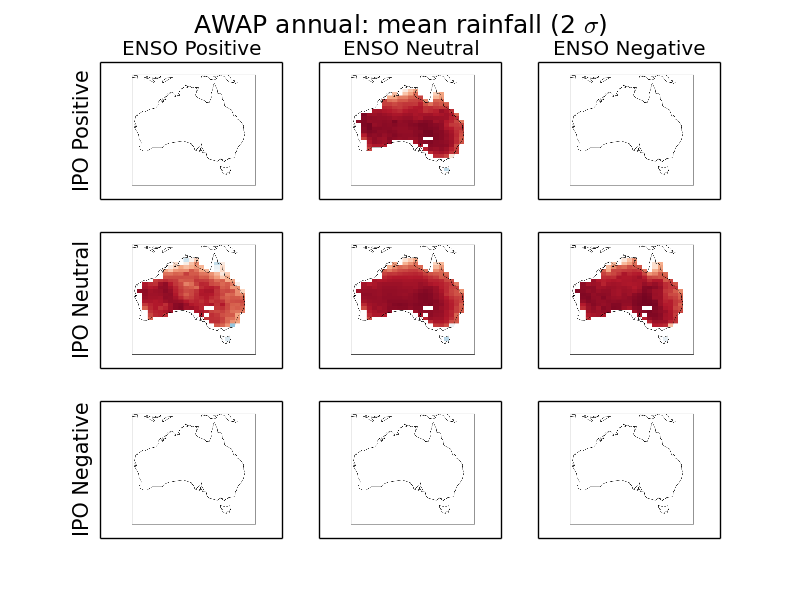 AWAP annual: mean rainfall (2 σ)
ENSO Positive ENSO Neutral ENSO Negative
IPO Positive
IPO Neutral
IPO Negative